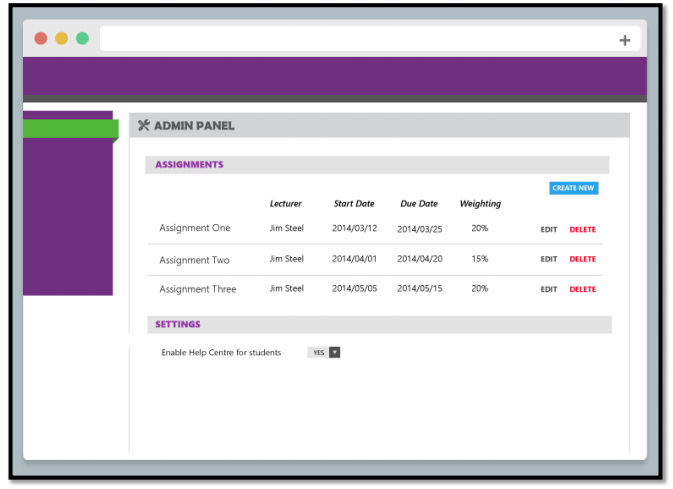 ADMIN PANEL
ASSIGNMENTS
CREATE NEW
Lecturer Start Date Due Date Weighting
Assignment One Jim Steel 2014/03/12 2014/03/25 20% EDIT DELETE
Assignment Two Jim Steel 2014/04/01 2014/04/20 15% EDIT DELETE
Assignment Three Jim Steel 2014/05/05 2014/05/15 20% EDIT DELETE
SETTINGS
Enable Help Centre for students YES